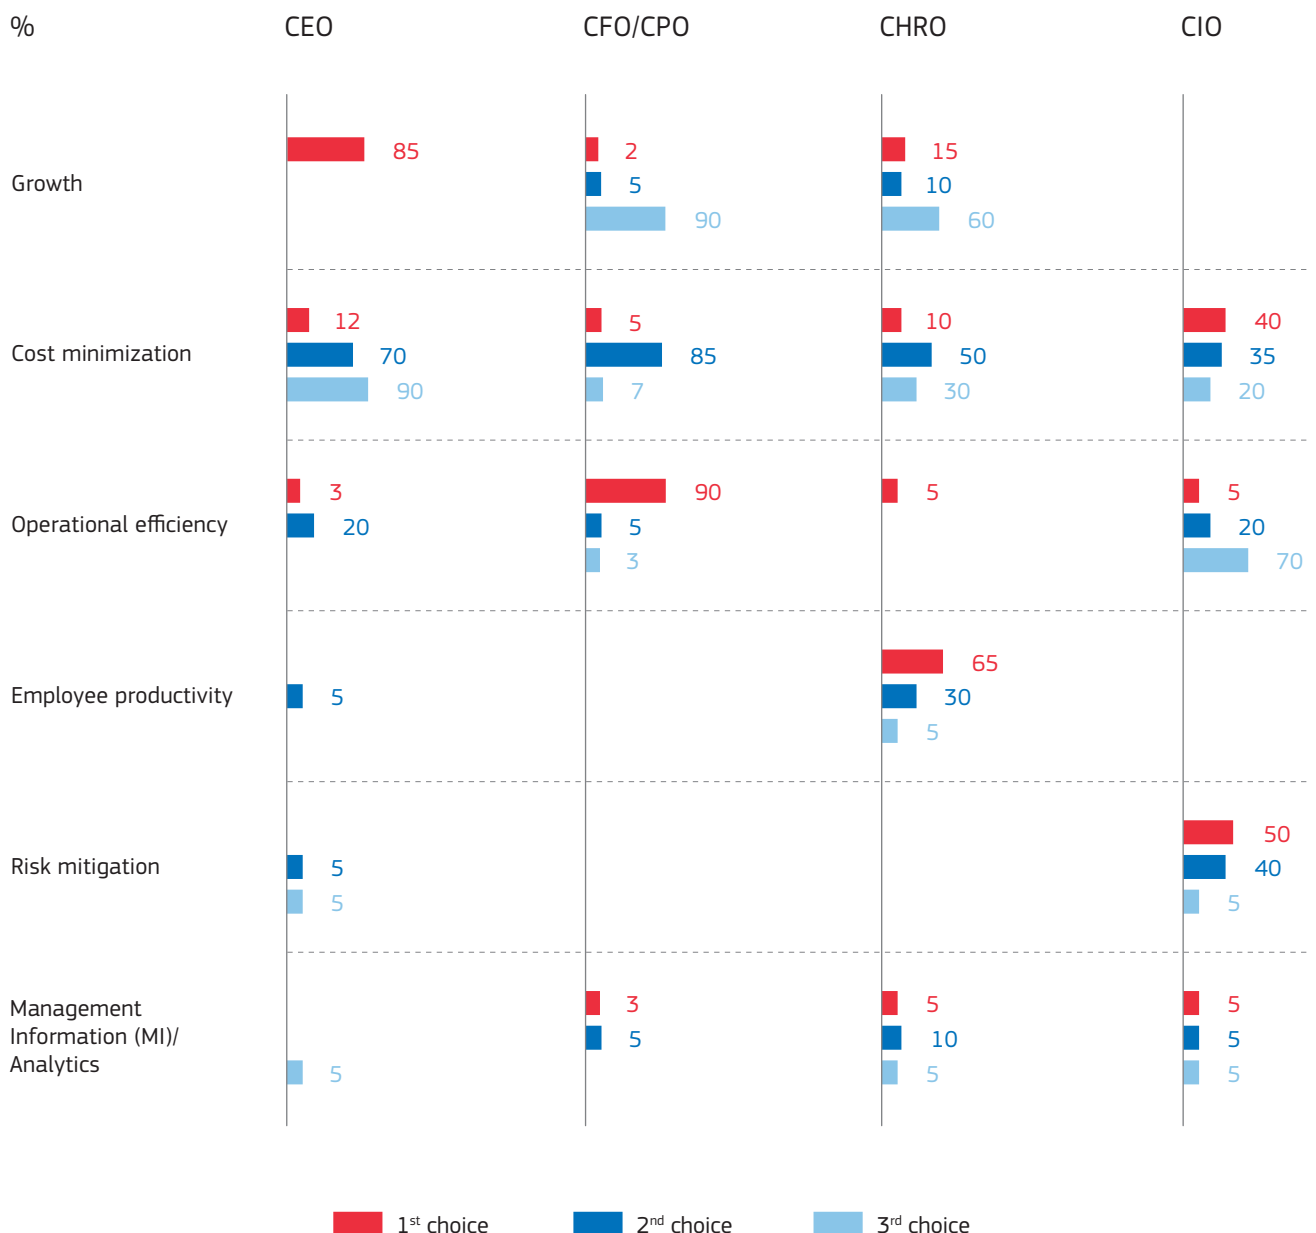 % CEO CFO/CPO CHRO CIO
85 2 15
Growth 5 10
90 60
12 5 10 40
Cost minimization 70 85 50 35
90 7 30 20
3 90 5 5
Operational efficiency 20 5 20
3 70
65
Employee productivity 5 30
5
50
Risk mitigation 5 40
5 5
Management 3 5 5
Information (MI)/ 5 10 5
Analytics 5 5 5
1st choice 2nd choice 3rd choice